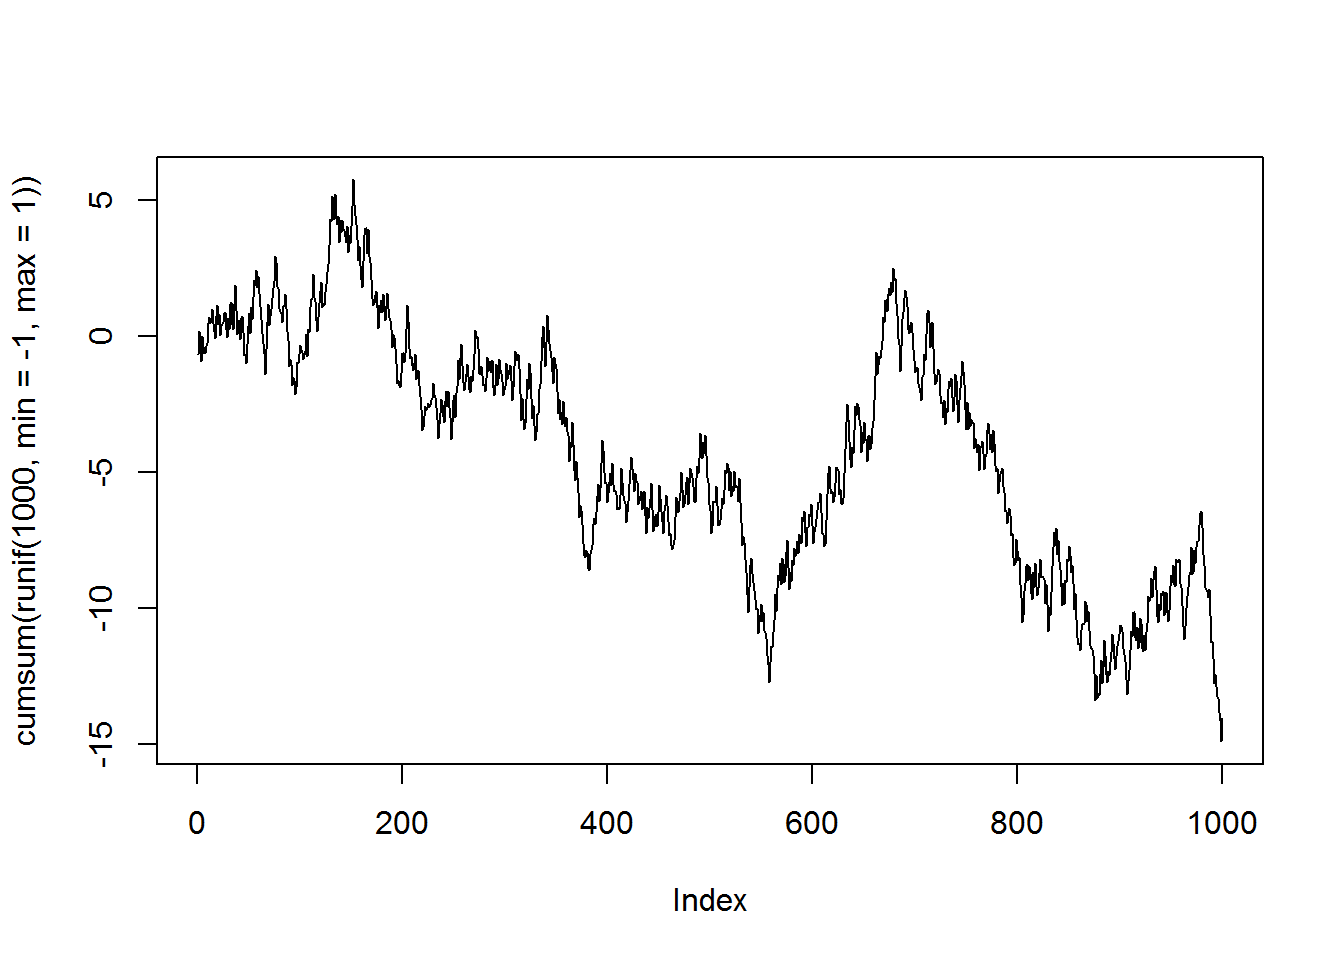 cumsum(runif(1000, min = -1, max = 1))
5
0
-5
-10
-15
0 200 400 600 800 1000
Index